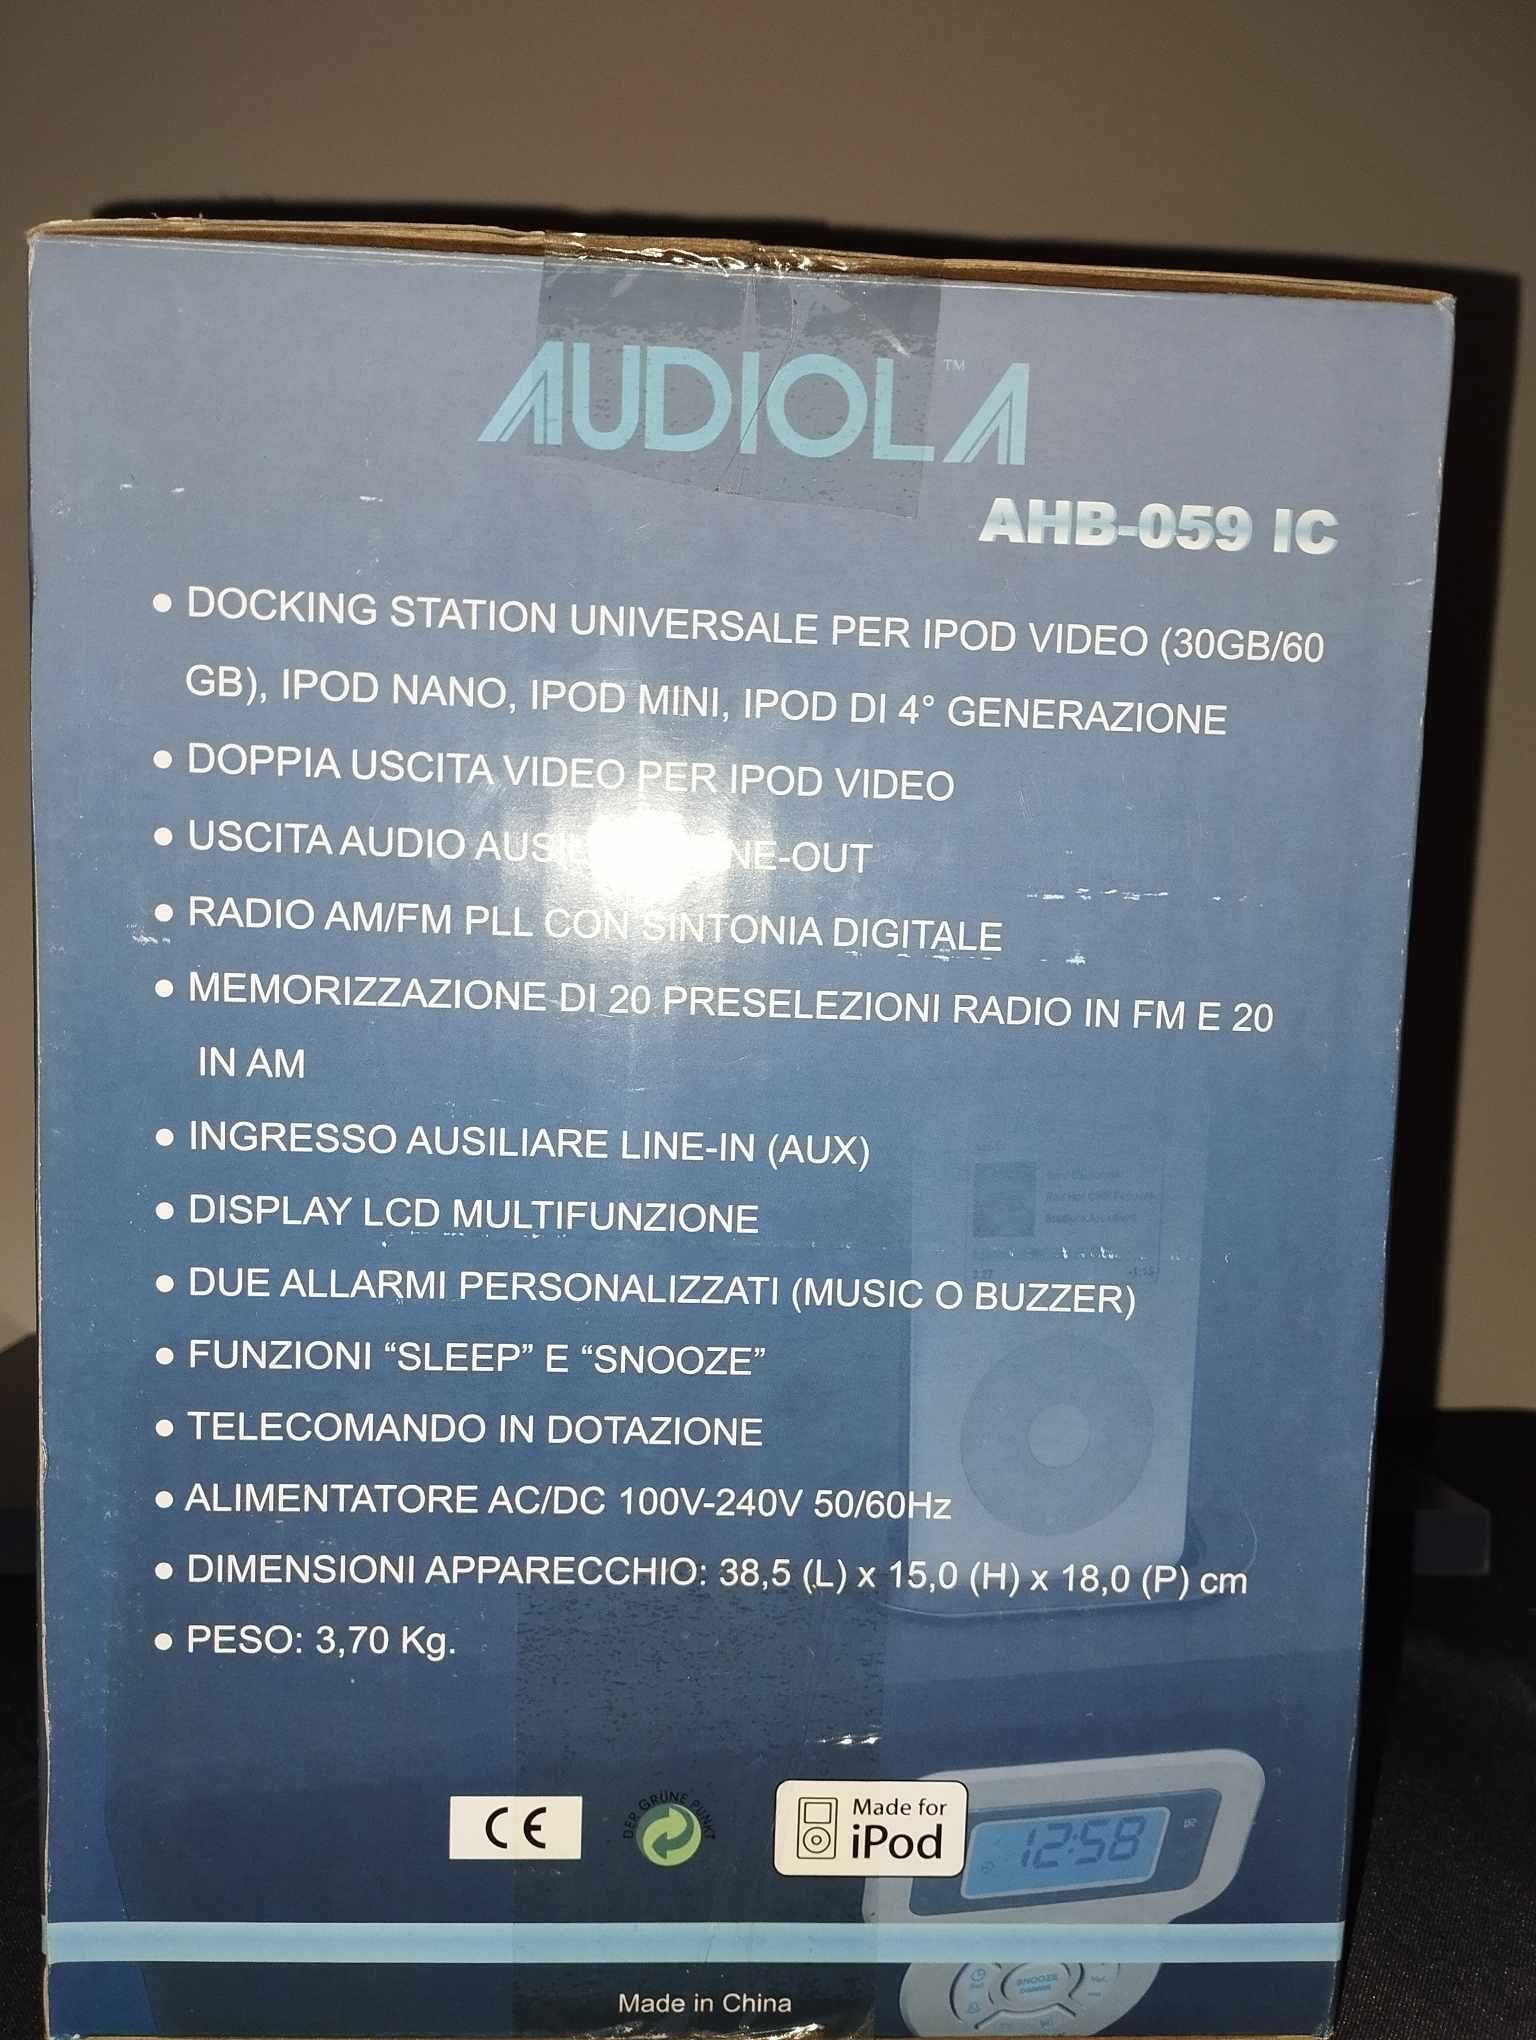 AUDIOLA™
AHB-059 IC
● DOCKING STATION UNIVERSALE PER IPOD VIDEO (30GB/60
GB), IPOD NANO, IPOD MINI, IPOD DI 4° GENERAZIONE
● DOPPIA USCITA VIDEO PER IPOD VIDEO
● USCITA AUDIO NE-OUT
● RADIO AM/FM PLL CON SINTONIA DIGITALE
● MEMORIZZAZIONE DI 20 PRESELEZIONI RADIO IN FM E 20
IN AM
● INGRESSO AUSILIARE LINE-IN (AUX)
● DISPLAY LCD MULTIFUNZIONE
● DUE ALLARMI PERSONALIZZATI (MUSIC O BUZZER)
● FUNZIONI “SLEEP” E “SNOOZE”
● TELECOMANDO IN DOTAZIONE
● ALIMENTATORE AC/DC 100V-240V 50/60Hz
● DIMENSIONI APPARECCHIO: 38,5 (L) x 15,0 (H) x 18,0 (P) cm
● PESO: 3,70 Kg.
CE
DER GRÜNE PUNKT
Made for
iPod
12:58
SNOOZE
Made in China